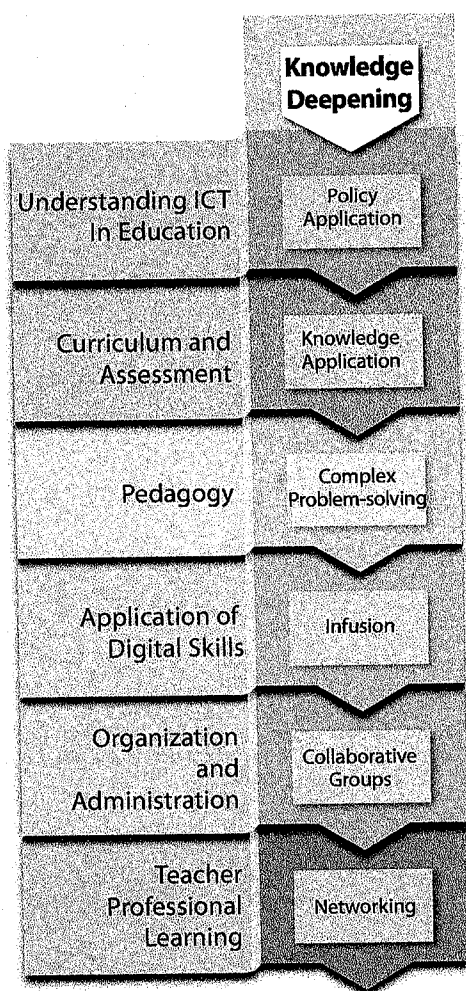 Knowledge
Deepening
Understanding ICT
In Education
Policy
Application
Curriculum and
Assessment
Knowledge
Application
Pedagogy
Complex
Problem-solving
Application of
Digital Skills
Infusion
Organization
and
Administration
Collaborative
Groups
Teacher
Professional
Learning
Networking